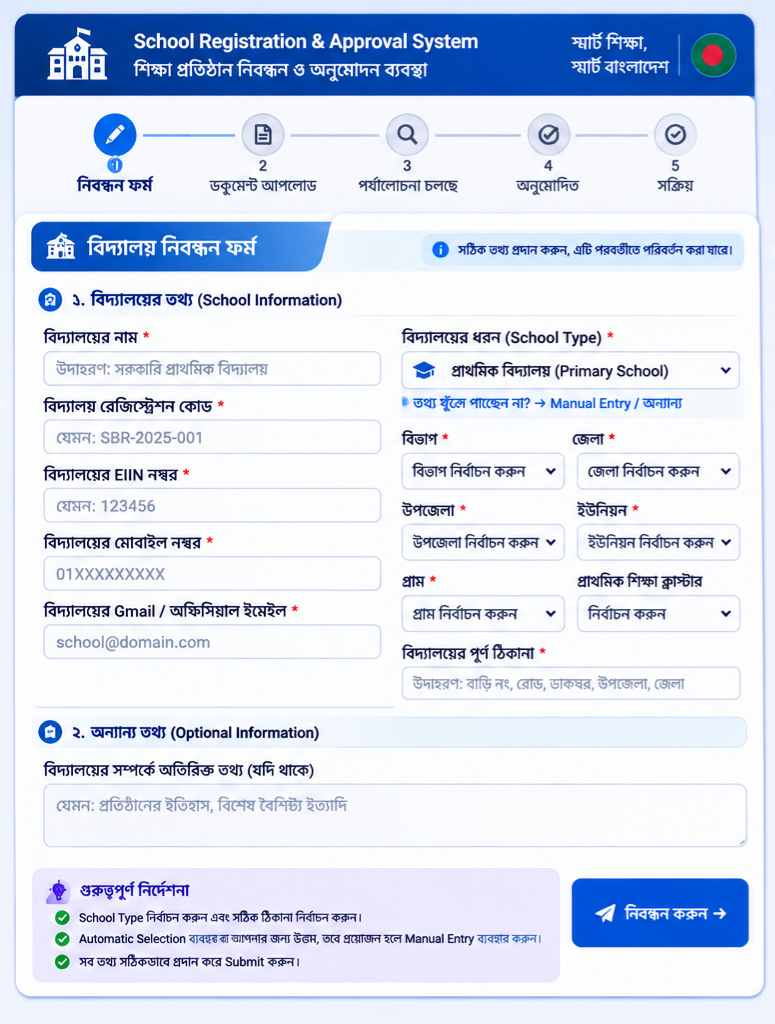 School Registration & Approval System
শিক্ষা প্রতিষ্ঠান নিবন্ধন ও অনুমোদন ব্যবস্থা
স্মার্ট শিক্ষা,
স্মার্ট বাংলাদেশ
1
নিবন্ধন ফর্ম
2
ডকুমেন্ট আপলোড
3
পর্যালোচনা চলছে
4
অনুমোদিত
5
সক্রিয়
বিদ্যালয় নিবন্ধন ফর্ম
সঠিক তথ্য প্রদান করুন, এটি পরবর্তীতে পরিবর্তন করা যাবে।
১. বিদ্যালয়ের তথ্য (School Information)
বিদ্যালয়ের নাম *
উদাহরণ: সরকারি প্রাথমিক বিদ্যালয়
বিদ্যালয় রেজিস্ট্রেশন কোড *
যেমন: SBR-2025-001
বিদ্যালয়ের EIIN নম্বর *
যেমন: 123456
বিদ্যালয়ের মোবাইল নম্বর *
01XXXXXXXXX
বিদ্যালয়ের Gmail / অফিসিয়াল ইমেইল *
school@domain.com
বিদ্যালয়ের ধরন (School Type) *
প্রাথমিক বিদ্যালয় (Primary School)
তথ্য না? → Manual Entry / অন্যান্য
বিভাপ *
বিভাপ নির্বাচন করুন
জেলা *
জেলা নির্বাচন করুন
উপজেলা *
উপজেলা নির্বাচন করুন
ইউনিয়ন *
ইউনিয়ন নির্বাচন করুন
গ্রাম *
গ্রাম নির্বাচন করুন
প্রাথমিক শিক্ষা ক্লাস্টার
নির্বাচন করুন
বিদ্যালয়ের পূর্ণ ঠিকানা *
উদাহরণ: বাড়ি নং, রোড, ডাকঘর, উপজেলা, জেলা
২. অন্যান্য তথ্য (Optional Information)
বিদ্যালয়ের সম্পর্কে অতিরিক্ত তথ্য (যদি থাকে)
যেমন: প্রতিষ্ঠানের ইতিহাস, বিশেষ বৈশিষ্ট্য ইত্যাদি
গুরুত্বপূর্ণ নির্দেশনা
School Type নির্বাচন করুন এবং সঠিক ঠিকানা নির্বাচন করুন।
Automatic Selection জন্য উত্তম, তবে প্রয়োজন হলে Manual Entry ব্যবহার করুন।
সব তথ্য সঠিকভাবে প্রদান করে Submit করুন।
নিবন্ধন করুন →